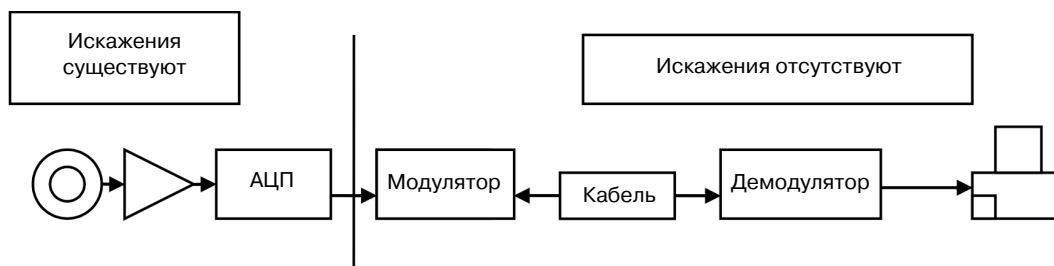 Искажения
существуют
Искажения отсутствуют
АЦП
Модулятор
Кабель
Демодулятор